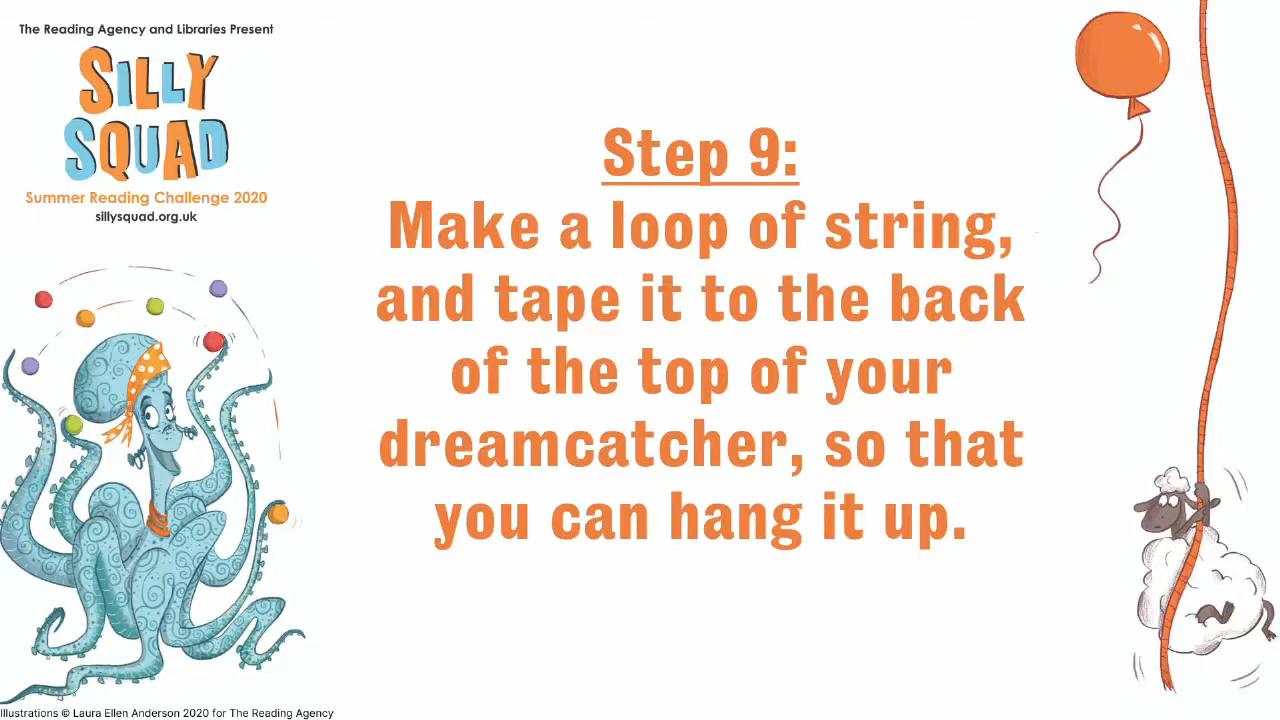 The Reading Agency and Libraries Present
SILLY
SQUAD
Summer Reading Challenge 2020
sillysquad.org.uk
Step 9:
Make a loop of string,
and tape it to the back
of the top of your
dreamcatcher, so that
you can hang it up.
Illustrations © Laura Ellen Anderson 2020 for The Reading Agency